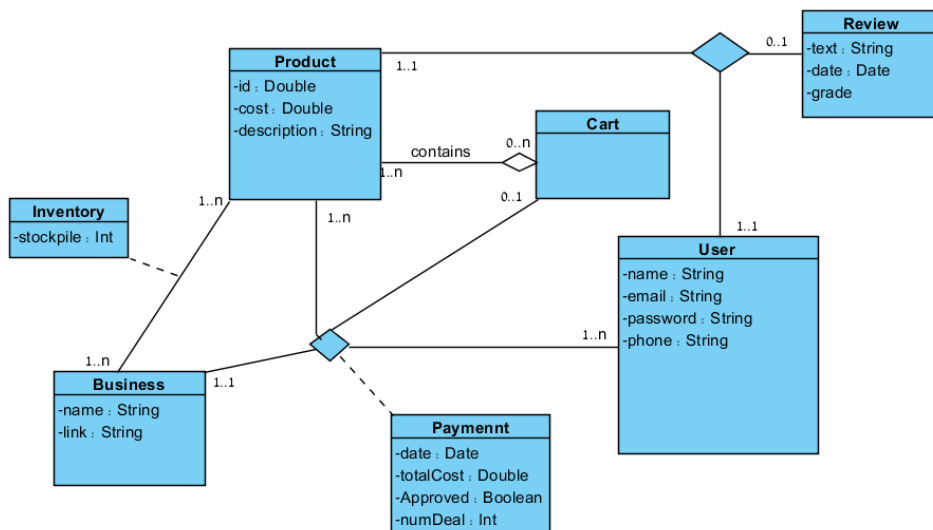 Review
-text : String
-date : Date
-grade
0..1
Product
-id : Double
-cost : Double
-description : String
1..1
Cart
0..n
contains
1..n
0..1
Inventory
-stockpile : Int
1..n
1..n
1..1
User
-name : String
-email : String
-password : String
-phone : String
1..n
1..n
1..1
Business
-name : String
-link : String
Paymennt
-date : Date
-totalCost : Double
-Approved : Boolean
-numDeal : Int